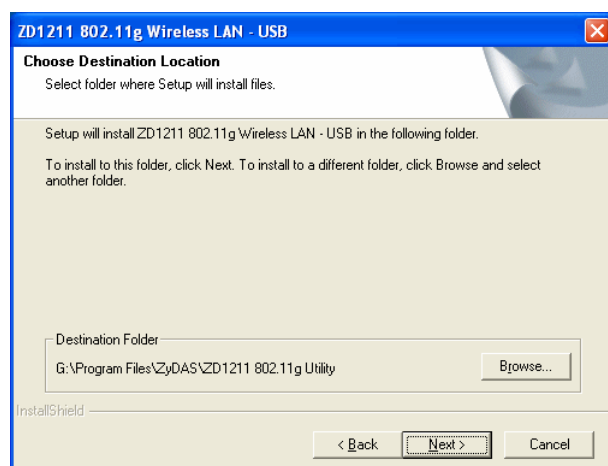 ZD1211 802.11g Wireless LAN - USB
Choose Destination Location
Select folder where Setup will install files.
Setup will install ZD1211 802.11g Wireless LAN - USB in the following folder.
To install to this folder, click Next. To install to a different folder, click Browse and select
another folder.
Destination Folder
G:\Program Files\ZyDAS\ZD1211 802.11g Utility
Browse...
InstallShield
< Back
Next >
Cancel